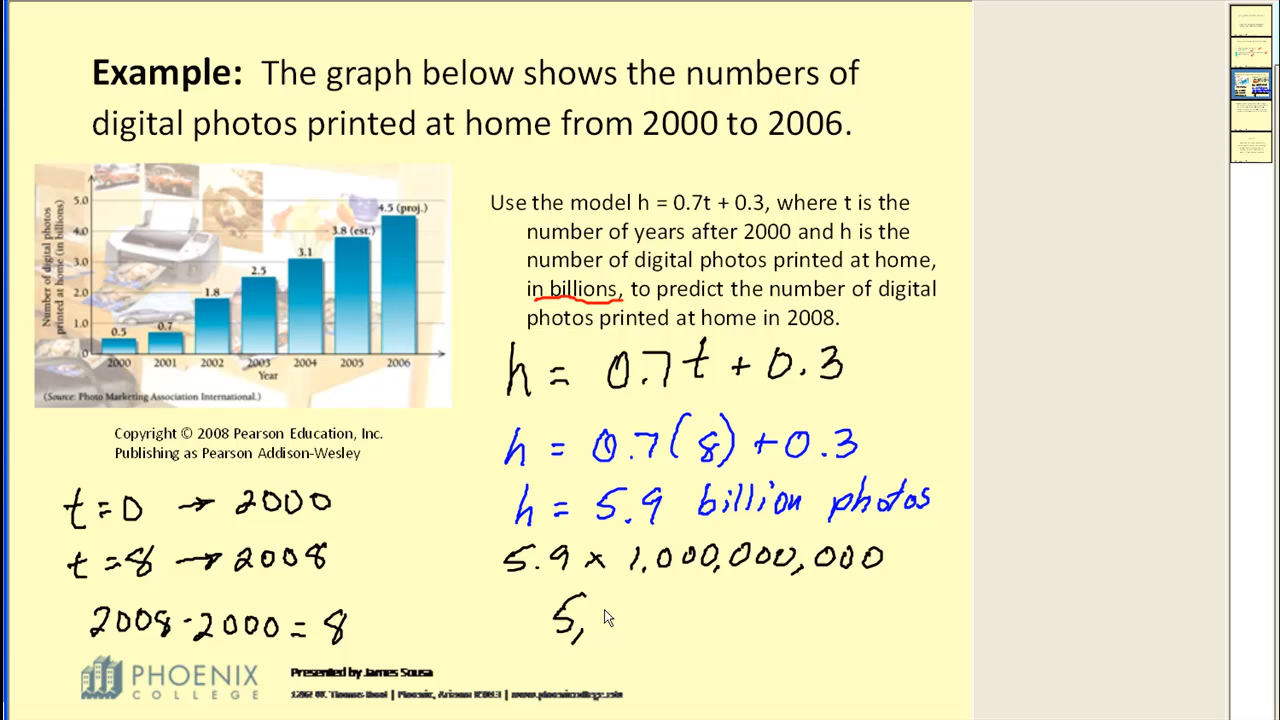 Example: The graph below shows the numbers of
digital photos printed at home from 2000 to 2006.
Number of digital photos
printed at home (in billions)
5.0
4.0
3.0
2.0
1.0
0
0.5
0.7
1.8
2.5
3.1
3.8 (est.)
4.5 (proj.)
2000 2001 2002 2003 2004 2005 2006
Year
(Source: Photo Marketing Association International.)
Copyright © 2008 Pearson Education, Inc.
Publishing as Pearson Addison-Wesley
Use the model h = 0.7t + 0.3, where t is the
number of years after 2000 and h is the
number of digital photos printed at home,
in billions, to predict the number of digital
photos printed at home in 2008.
h = 0.7t + 0.3
h = 0.7(8) + 0.3
h = 5.9 billion photos
5.9 × 1,000,000,000
5,
t = 0 → 2000
t = 8 → 2008
2008 - 2000 = 8
PHOENIX
COLLEGE
Presented by James Sousa